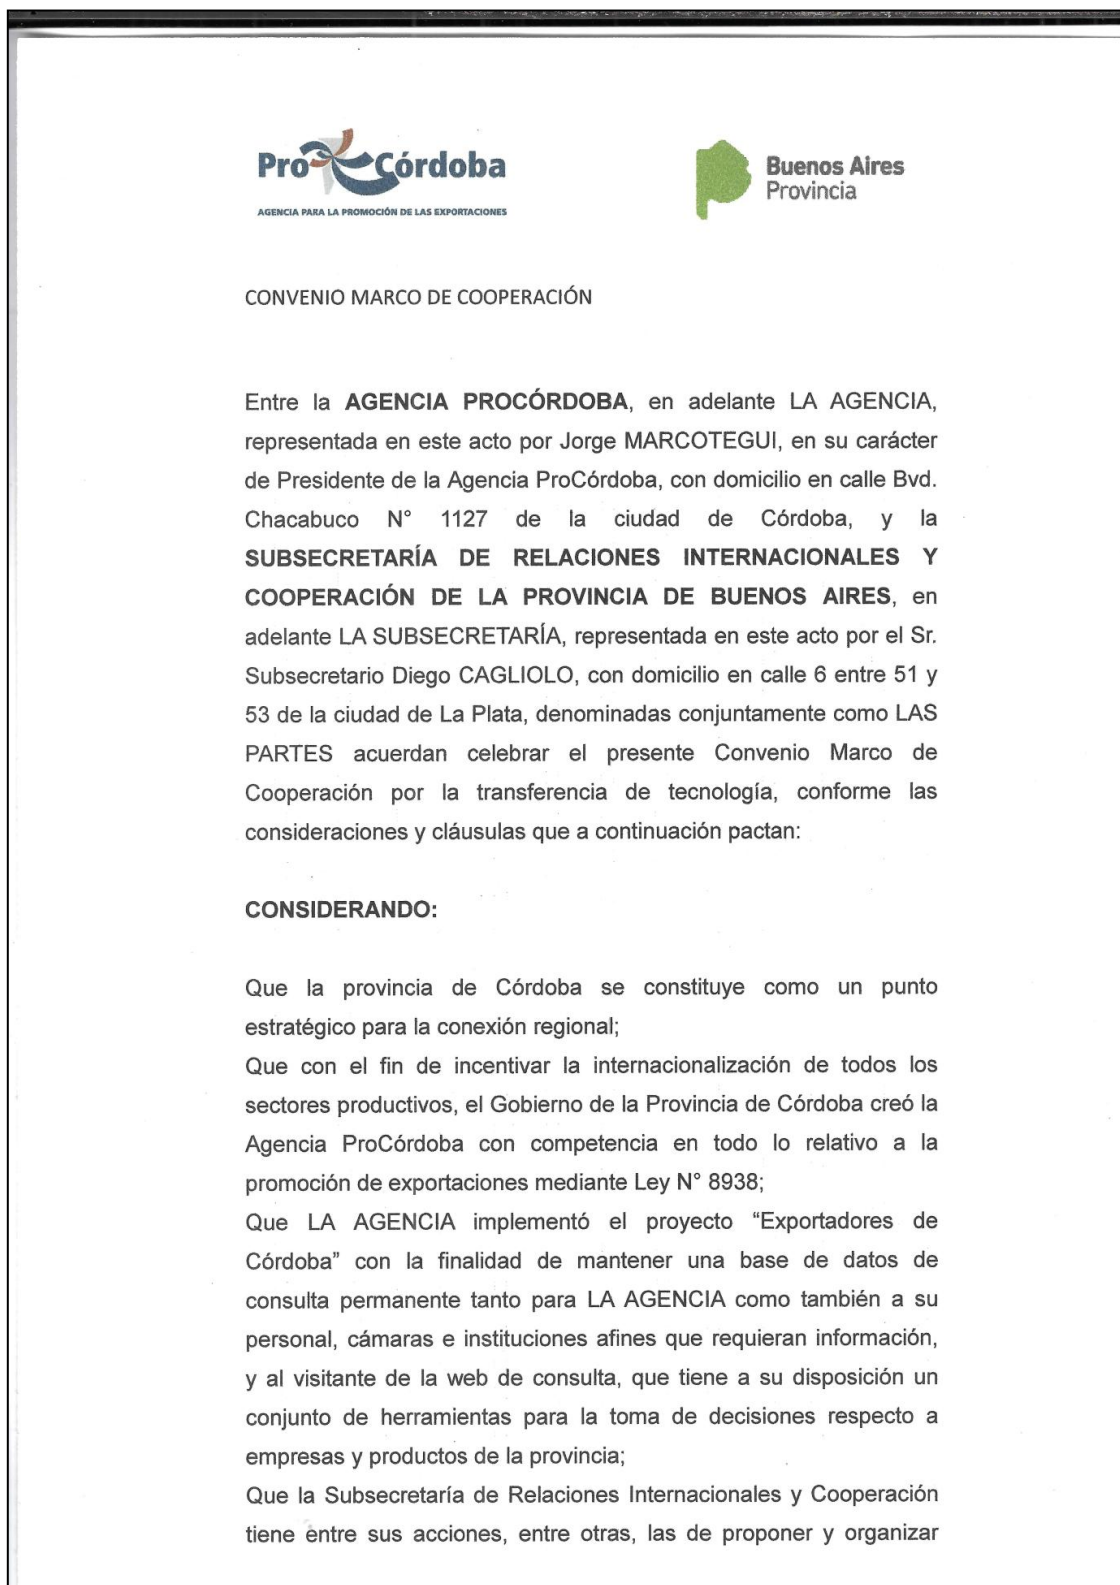 Pro Córdoba
AGENCIA PARA LA PROMOCIÓN DE LAS EXPORTACIONES
Buenos Aires
Provincia
CONVENIO MARCO DE COOPERACIÓN
Entre la AGENCIA PROCÓRDOBA, en adelante LA AGENCIA,
representada en este acto por Jorge MARCOTEGUI, en su carácter
de Presidente de la Agencia ProCórdoba, con domicilio en calle Bvd.
Chacabuco N° 1127 de la ciudad de Córdoba, y la
SUBSECRETARÍA DE RELACIONES INTERNACIONALES Y
COOPERACIÓN DE LA PROVINCIA DE BUENOS AIRES, en
adelante LA SUBSECRETARÍA, representada en este acto por el Sr.
Subsecretario Diego CAGLIOLO, con domicilio en calle 6 entre 51 y
53 de la ciudad de La Plata, denominadas conjuntamente como LAS
PARTES acuerdan celebrar el presente Convenio Marco de
Cooperación por la transferencia de tecnología, conforme las
consideraciones y cláusulas que a continuación pactan:
CONSIDERANDO:
Que la provincia de Córdoba se constituye como un punto
estratégico para la conexión regional;
Que con el fin de incentivar la internacionalización de todos los
sectores productivos, el Gobierno de la Provincia de Córdoba creó la
Agencia ProCórdoba con competencia en todo lo relativo a la
promoción de exportaciones mediante Ley N° 8938;
Que LA AGENCIA implementó el proyecto “Exportadores de
Córdoba” con la finalidad de mantener una base de datos de
consulta permanente tanto para LA AGENCIA como también a su
personal, cámaras e instituciones afines que requieran información,
y al visitante de la web de consulta, que tiene a su disposición un
conjunto de herramientas para la toma de decisiones respecto a
empresas y productos de la provincia;
Que la Subsecretaría de Relaciones Internacionales y Cooperación
tiene entre sus acciones, entre otras, las de proponer y organizar